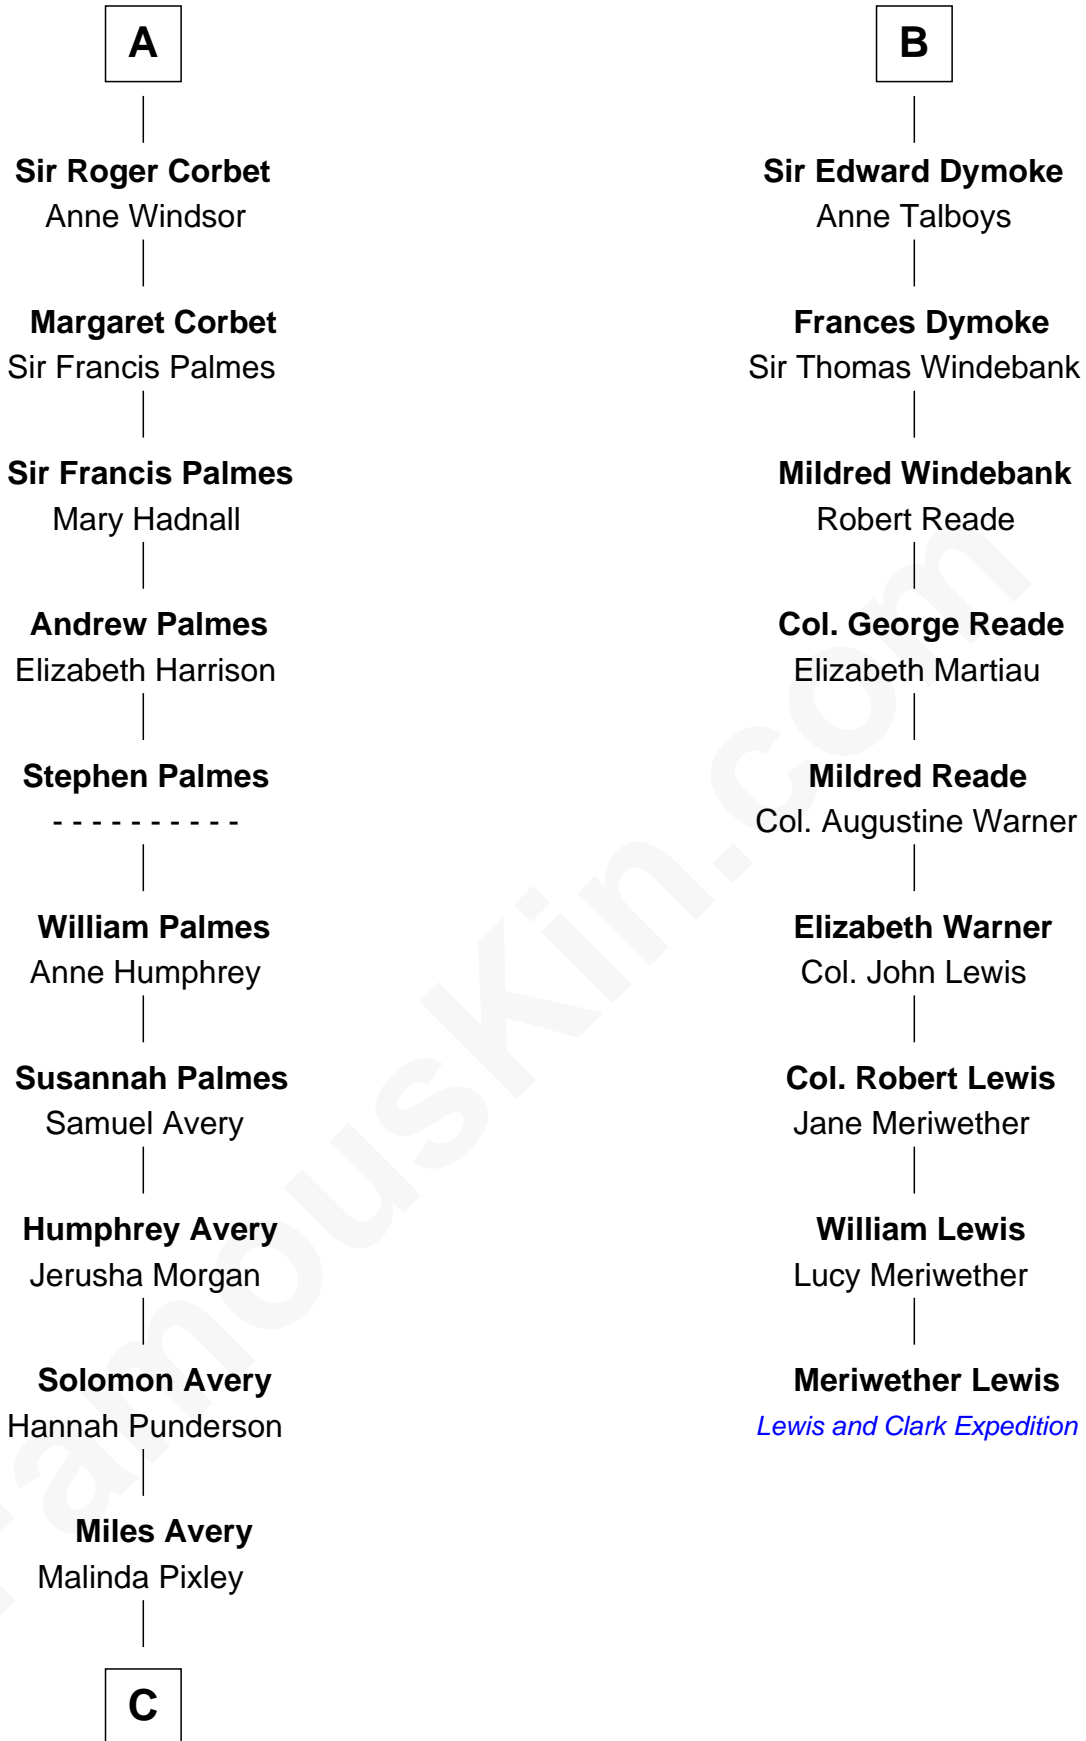 A
Sir Roger Corbet
Anne Windsor
Margaret Corbet
Sir Francis Palmes
Sir Francis Palmes
Mary Hadnall
Andrew Palmes
Elizabeth Harrison
Stephen Palmes
- - - - - - - - - -
William Palmes
Anne Humphrey
Susannah Palmes
Samuel Avery
Humphrey Avery
Jerusha Morgan
Solomon Avery
Hannah Punderson
Miles Avery
Malinda Pixley
C
B
Sir Edward Dymoke
Anne Talboys
Frances Dymoke
Sir Thomas Windebank
Mildred Windebank
Robert Reade
Col. George Reade
Elizabeth Martiau
Mildred Reade
Col. Augustine Warner
Elizabeth Warner
Col. John Lewis
Col. Robert Lewis
Jane Meriwether
William Lewis
Lucy Meriwether
Meriwether Lewis
Lewis and Clark Expedition
FamousKin.com